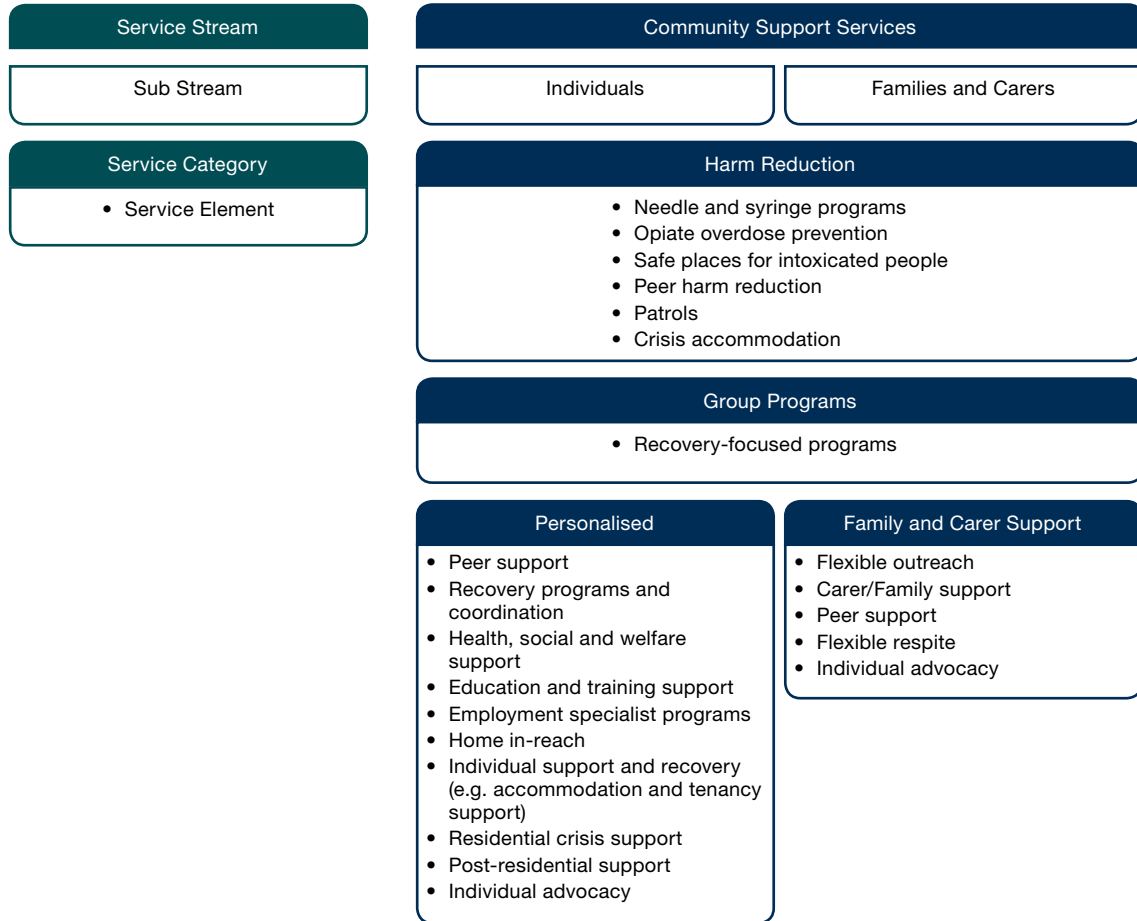 Service Stream
Sub Stream
Service Category
• Service Element
Community Support Services
Individuals
Families and Carers
Harm Reduction
• Needle and syringe programs
• Opiate overdose prevention
• Safe places for intoxicated people
• Peer harm reduction
• Patrols
• Crisis accommodation
Group Programs
• Recovery-focused programs
Personalised
• Peer support
• Recovery programs and
coordination
• Health, social and welfare
support
• Education and training support
• Employment specialist programs
• Home in-reach
• Individual support and recovery
(e.g. accommodation and tenancy
support)
• Residential crisis support
• Post-residential support
• Individual advocacy
Family and Carer Support
• Flexible outreach
• Carer/Family support
• Peer support
• Flexible respite
• Individual advocacy